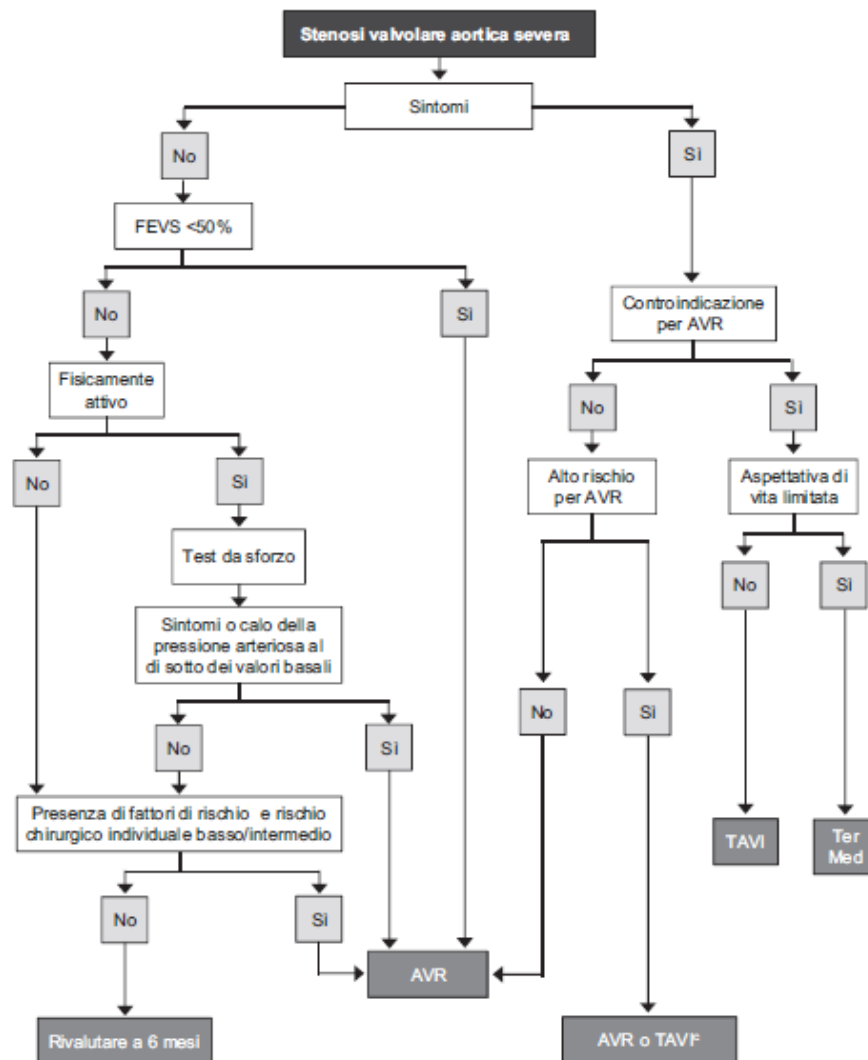 Stenosi valvolare aortica severa
Sintomi
No
Sì
FEVS <50%
No
Sì
Controindicazione
per AVR
Fisicamente
attivo
No
Sì
No
Sì
Alto rischio
per AVR
Aspettativa di
vita limitata
Test da sforzo
No
Sì
Sintomi o calo della
pressione arteriosa al
di sotto dei valori basali
No
Sì
No
Sì
Presenza di fattori di rischio e rischio
chirurgico individuale basso/intermedio
TAVI
Ter
Med
No
Sì
AVR
Rivalutare a 6 mesi
AVR o TAVIc